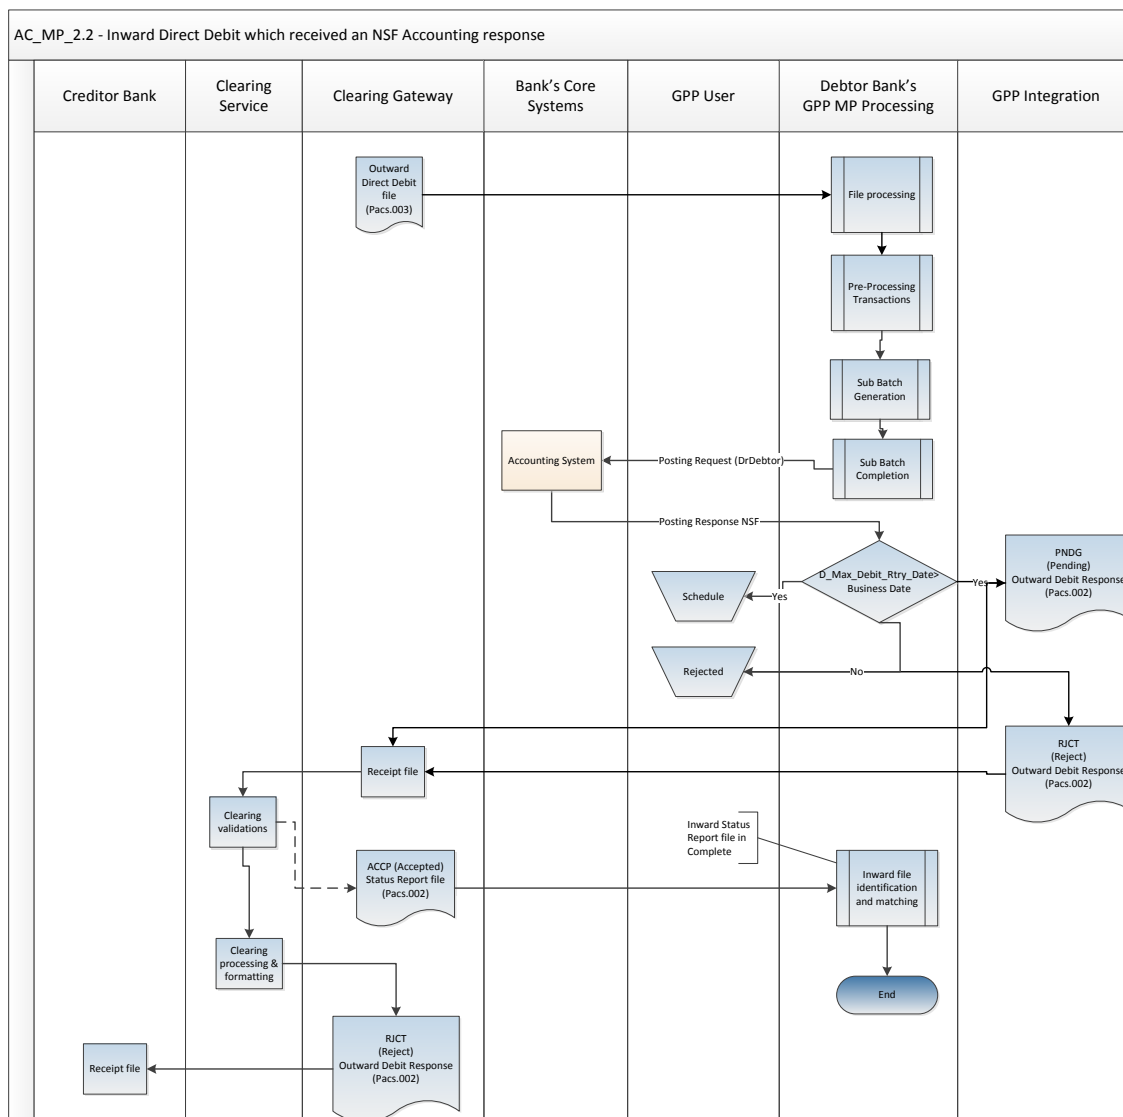 AC_MP_2.2 - Inward Direct Debit which received an NSF Accounting response
Creditor Bank
Clearing
Service
Clearing Gateway
Bank's Core
Systems
GPP User
Debtor Bank's
GPP MP Processing
GPP Integration
Outward
Direct Debit
file
(Pacs.003)
File processing
Pre-Processing
Transactions
Sub Batch
Generation
Accounting System
Posting Request (DrDebtor)
Sub Batch
Completion
Posting Response NSF
D_Max_Debit_Rtry_Date>
Business Date
Yes
Yes
Schedule
PNDG
(Pending)
Outward Debit Response
(Pacs.002)
Rejected
No
Receipt file
RJCT
(Reject)
Outward Debit Response
(Pacs.002)
Clearing
validations
Inward Status
Report file in
Complete
ACCP (Accepted)
Status Report file
(Pacs.002)
Inward file
identification
and matching
Clearing
processing &
formatting
End
RJCT
(Reject)
Outward Debit Response
(Pacs.002)
Receipt file